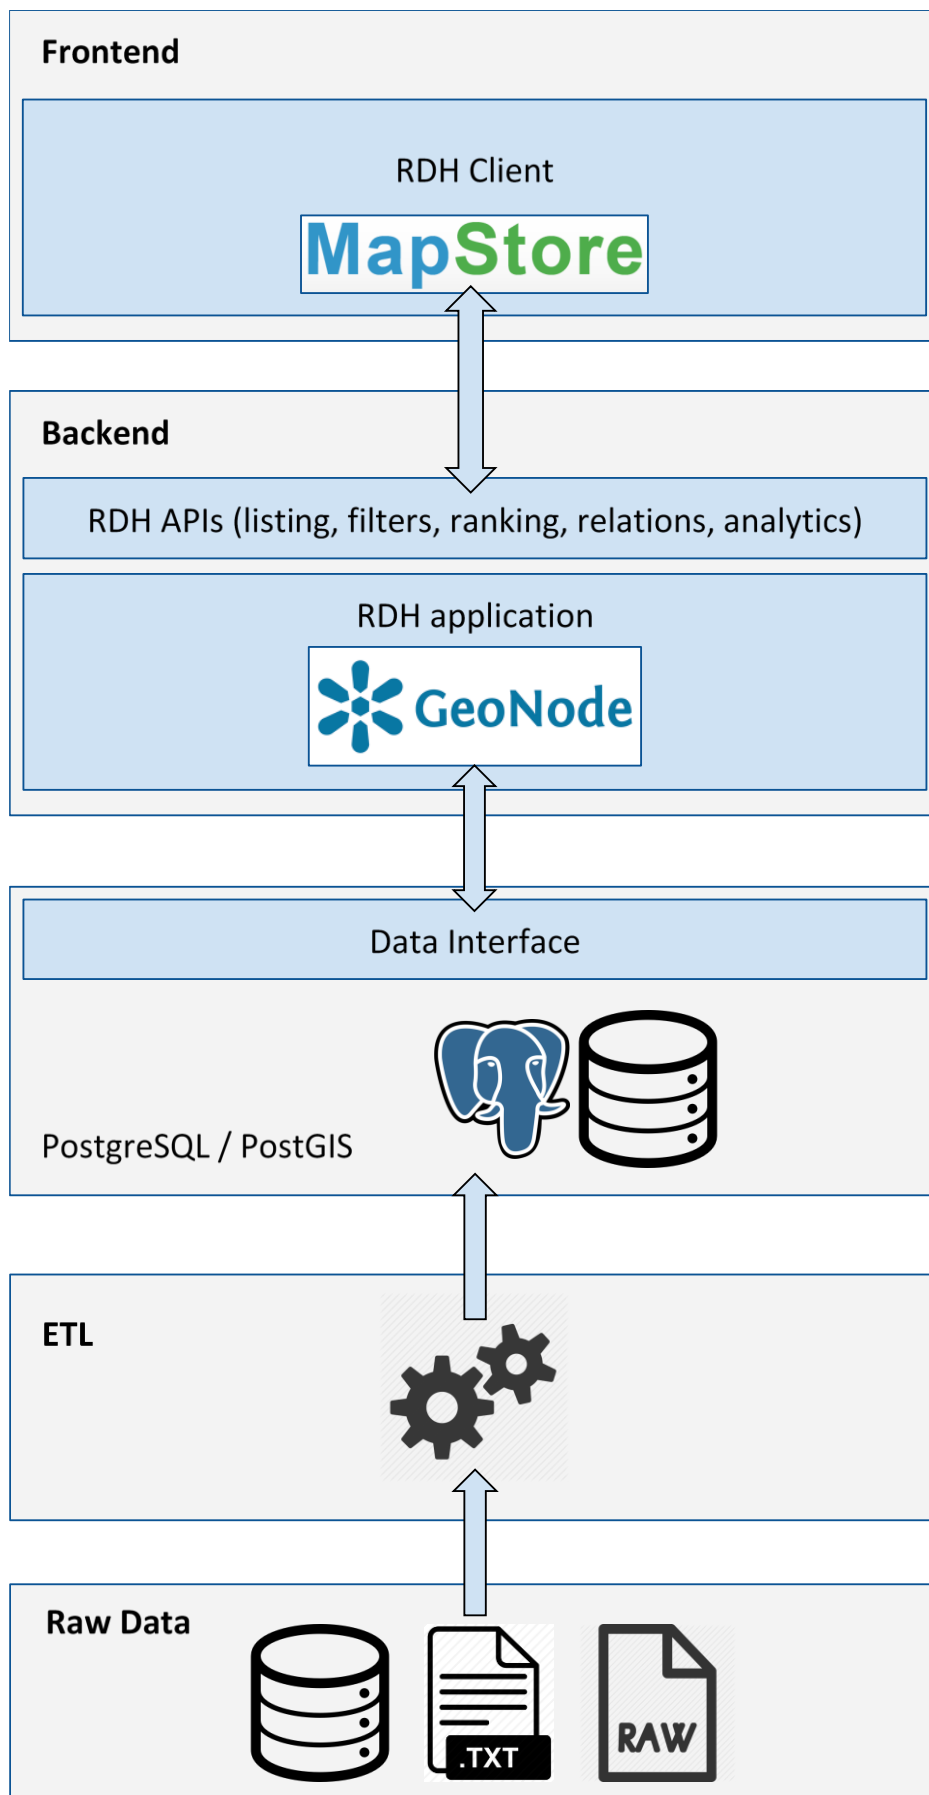 Frontend
RDH Client
MapStore
Backend
RDH APIs (listing, filters, ranking, relations, analytics)
RDH application
GeoNode
Data Interface
PostgreSQL / PostGIS
ETL
Raw Data
.TXT
RAW